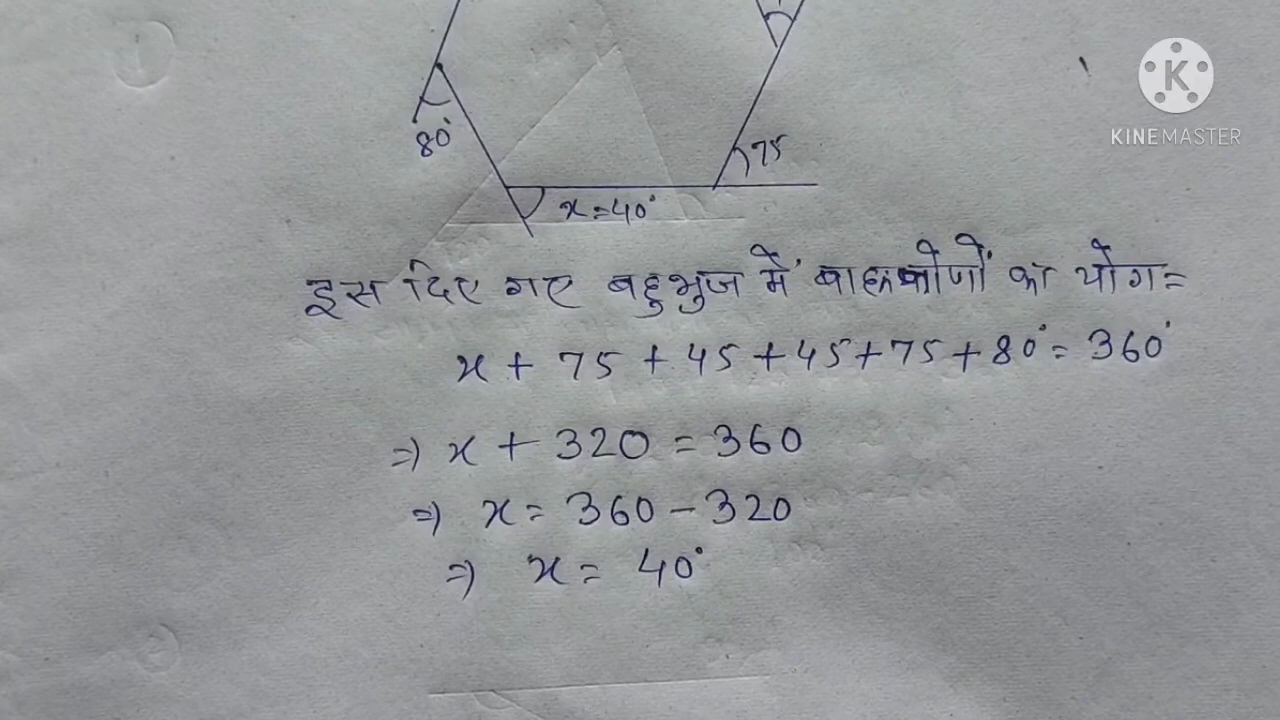 K
KINEMASTER
80°
75
x=40°
इस दिए गए बहुभुज में बाह्यकोणों का योग=
x + 75 + 45 + 45 + 75 + 80° = 360°
⇒ x + 320 = 360
⇒ x = 360 - 320
⇒ x = 40°